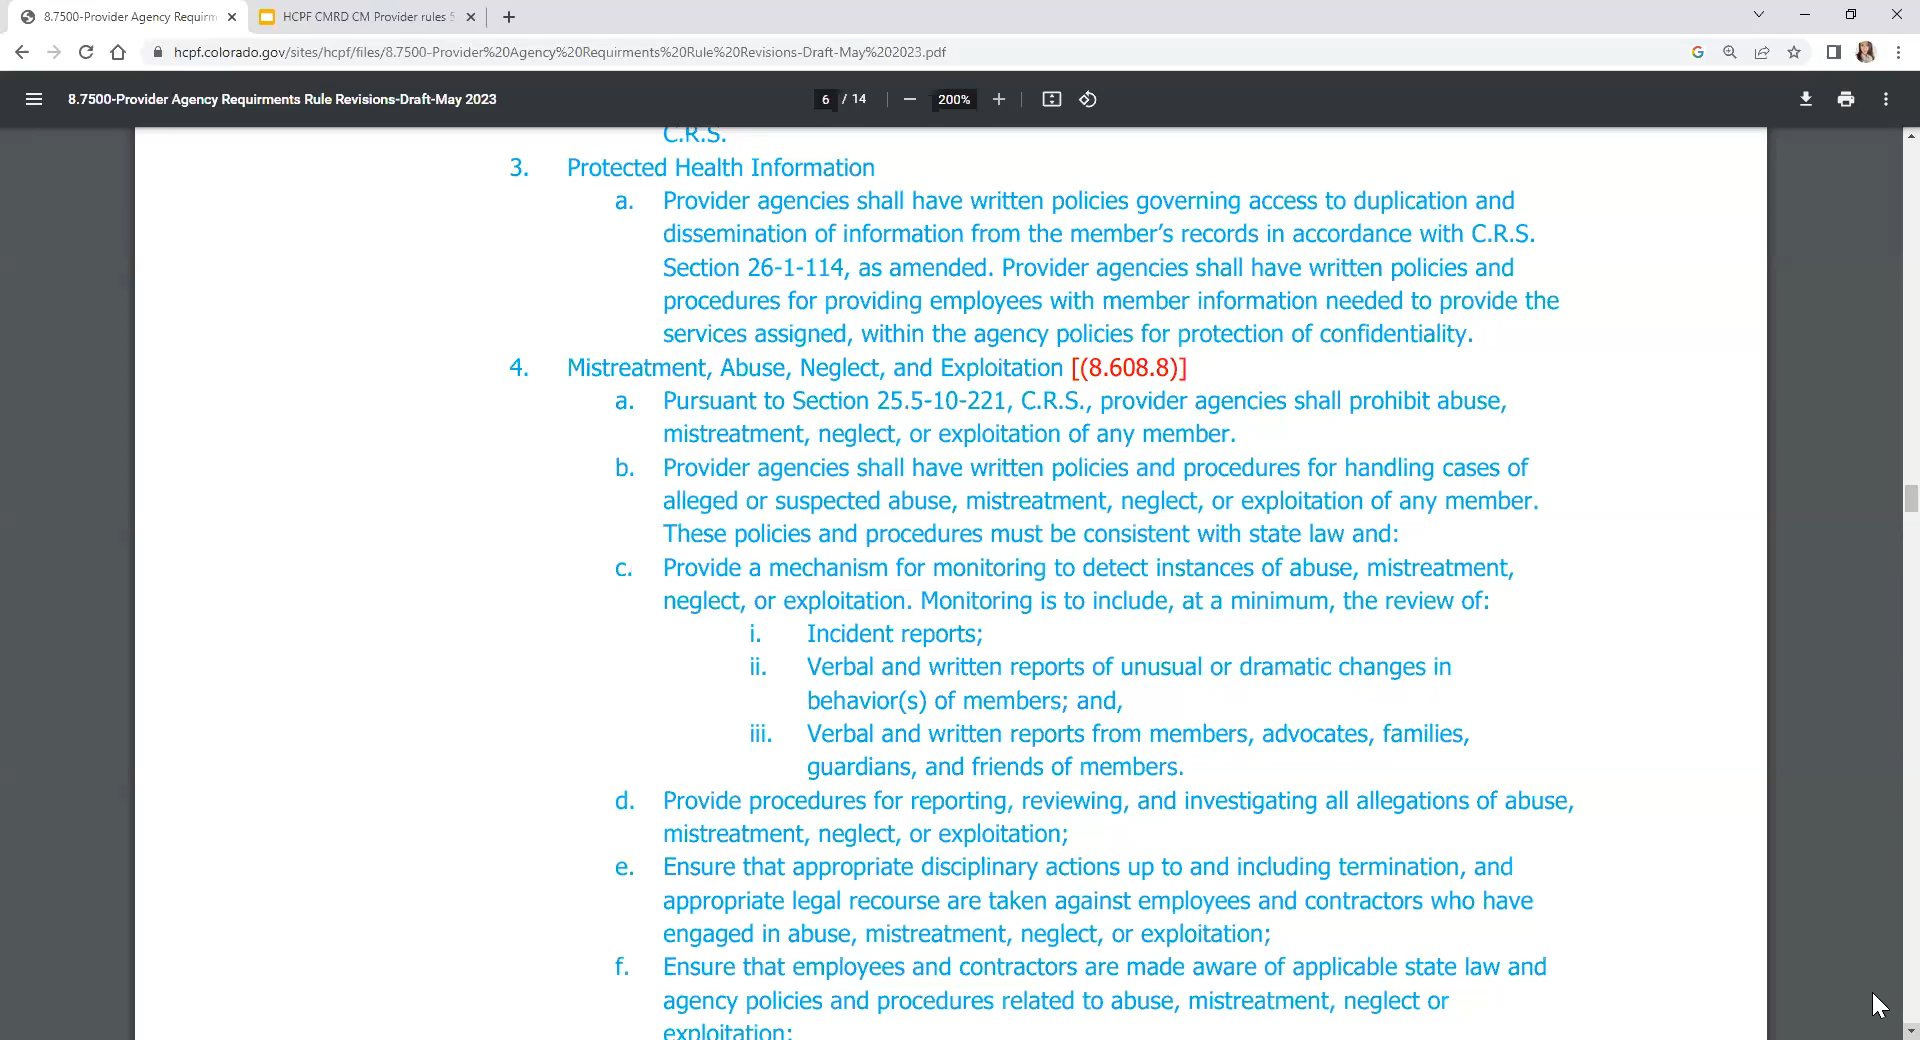 8.7500-Provider Agency Requirm
HCPF CMRD CM Provider rules 5
hcpf.colorado.gov/sites/hcpf/files/8.7500-Provider%20Agency%20Requirments%20Rule%20Revisions-Draft-May%202023.pdf
8.7500-Provider Agency Requirments Rule Revisions-Draft-May 2023
6 / 14
200%
C.R.S.
3. Protected Health Information
a. Provider agencies shall have written policies governing access to duplication and
dissemination of information from the member’s records in accordance with C.R.S.
Section 26-1-114, as amended. Provider agencies shall have written policies and
procedures for providing employees with member information needed to provide the
services assigned, within the agency policies for protection of confidentiality.
4. Mistreatment, Abuse, Neglect, and Exploitation [(8.608.8)]
a. Pursuant to Section 25.5-10-221, C.R.S., provider agencies shall prohibit abuse,
mistreatment, neglect, or exploitation of any member.
b. Provider agencies shall have written policies and procedures for handling cases of
alleged or suspected abuse, mistreatment, neglect, or exploitation of any member.
These policies and procedures must be consistent with state law and:
c. Provide a mechanism for monitoring to detect instances of abuse, mistreatment,
neglect, or exploitation. Monitoring is to include, at a minimum, the review of:
i. Incident reports;
ii. Verbal and written reports of unusual or dramatic changes in
behavior(s) of members; and,
iii. Verbal and written reports from members, advocates, families,
guardians, and friends of members.
d. Provide procedures for reporting, reviewing, and investigating all allegations of abuse,
mistreatment, neglect, or exploitation;
e. Ensure that appropriate disciplinary actions up to and including termination, and
appropriate legal recourse are taken against employees and contractors who have
engaged in abuse, mistreatment, neglect, or exploitation;
f. Ensure that employees and contractors are made aware of applicable state law and
agency policies and procedures related to abuse, mistreatment, neglect or
exploitation;